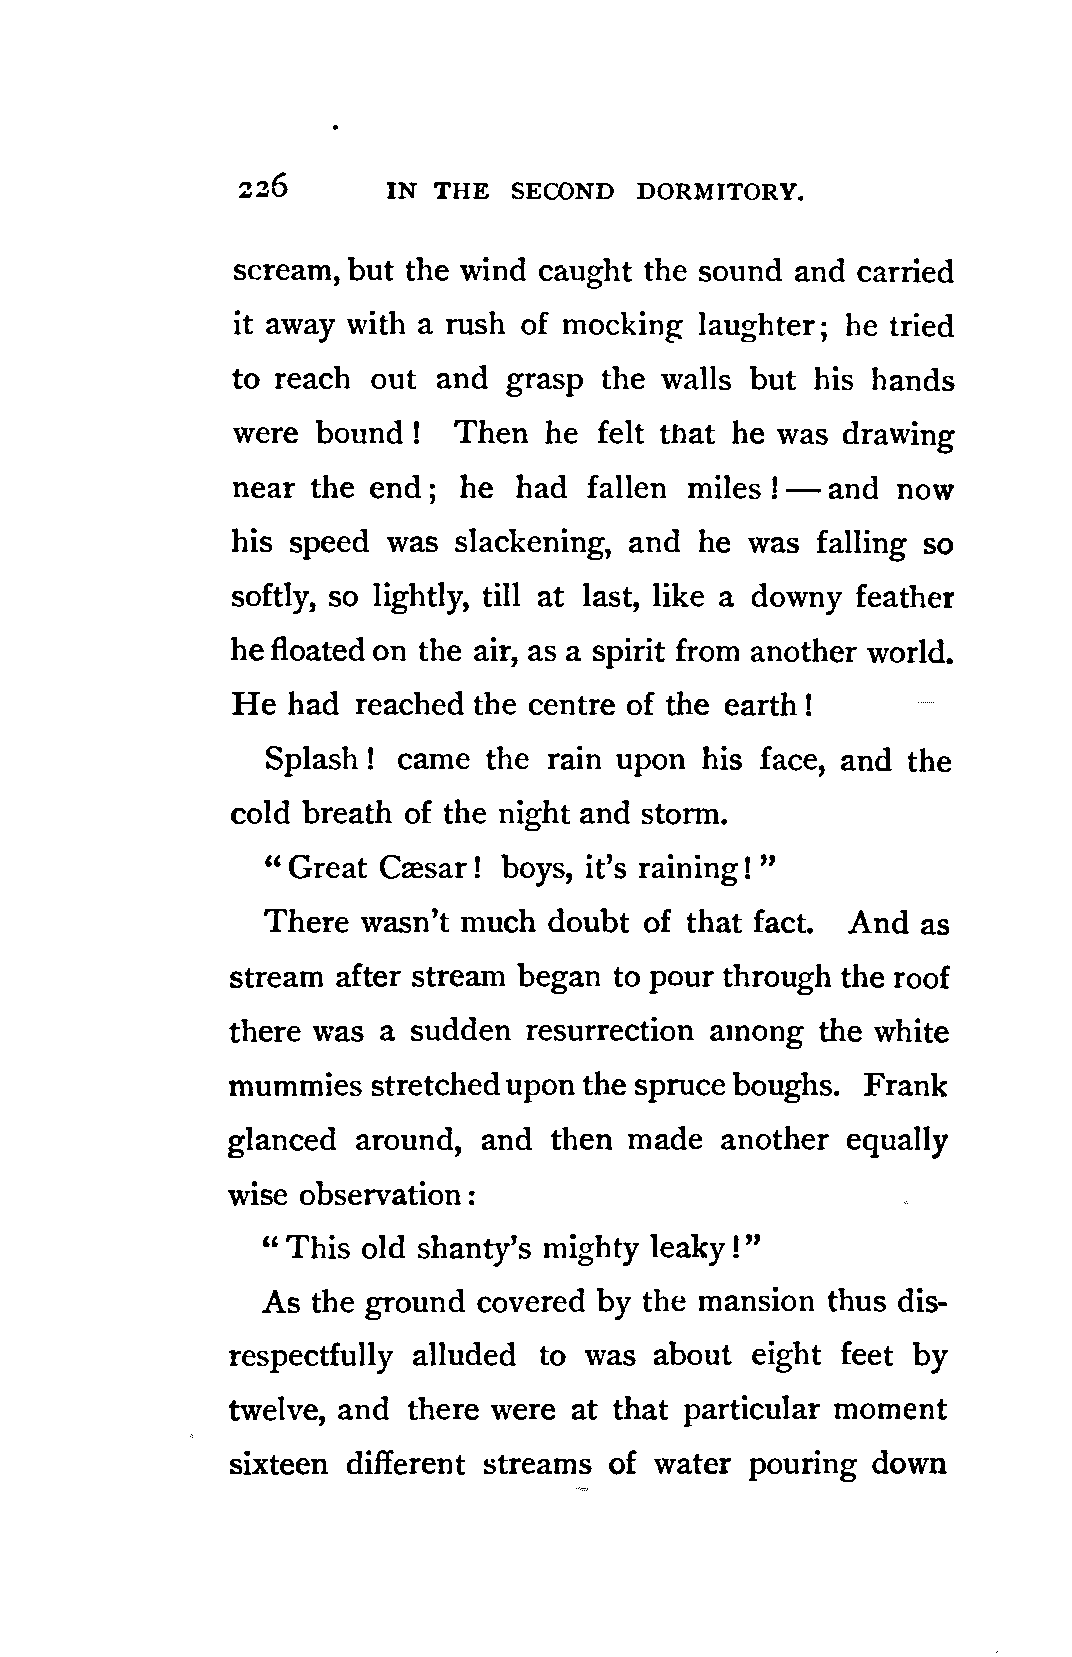 226 IN THE SECOND DORMITORY.
scream, but the wind caught the sound and carried
it away with a rush of mocking laughter; he tried
to reach out and grasp the walls but his hands
were bound! Then he felt that he was drawing
near the end; he had fallen miles!—and now
his speed was slackening, and he was falling so
softly, so lightly, till at last, like a downy feather
he floated on the air, as a spirit from another world.
He had reached the centre of the earth!
Splash! came the rain upon his face, and the
cold breath of the night and storm.
“Great Cæsar! boys, it’s raining!”
There wasn’t much doubt of that fact. And as
stream after stream began to pour through the roof
there was a sudden resurrection among the white
mummies stretched upon the spruce boughs. Frank
glanced around, and then made another equally
wise observation:
“This old shanty’s mighty leaky!”
As the ground covered by the mansion thus dis-
respectfully alluded to was about eight feet by
twelve, and there were at that particular moment
sixteen different streams of water pouring down